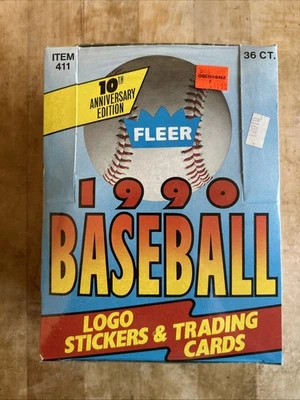 ITEM
411
36 CT.
10TH
ANNIVERSARY
EDITION
FLEER
1990
BASEBALL
LOGO
STICKERS & TRADING
CARDS